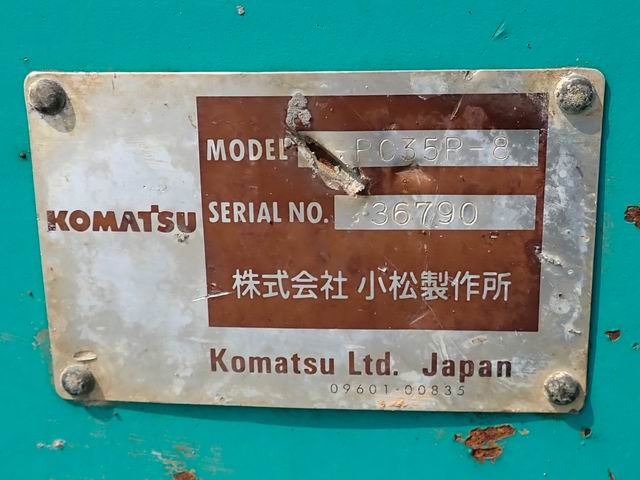 MODEL PC35R-8
KOMATSU
SERIAL NO. 36790
株式会社 小松製作所
Komatsu Ltd. Japan
09601-00835